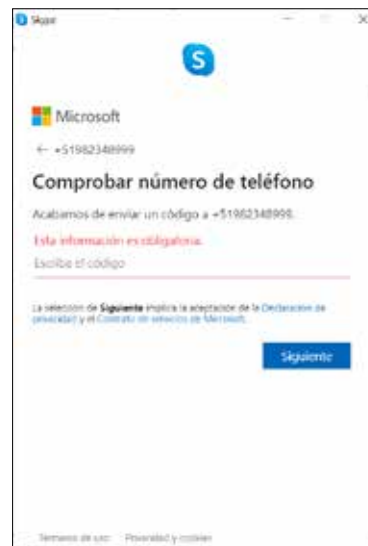 Skype
Microsoft
← +51982348999
Comprobar número de teléfono
Acabamos de enviar un código a +51982348999.
Esta información es obligatoria.
Escribe el código
La selección de Siguiente implica la aceptación de la Declaración de
privacidad y el Contrato de servicios de Microsoft.
Siguiente
Términos de uso Privacidad y cookies